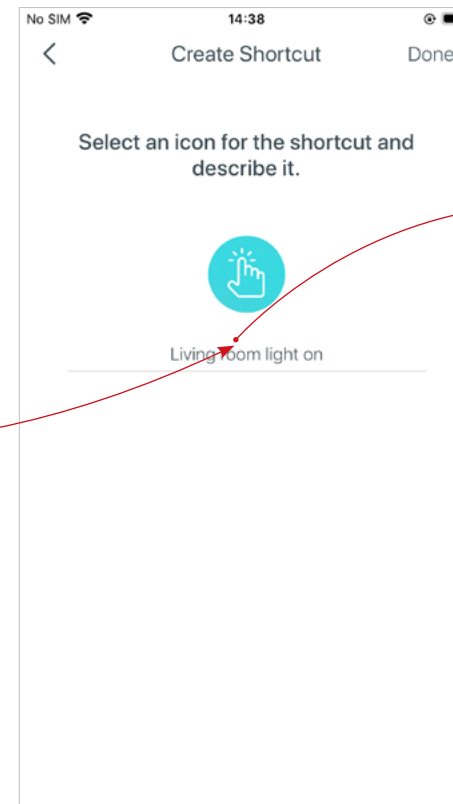 No SIM 14:38
Create Shortcut Done
Select an icon for the shortcut and
describe it.
Living room light on